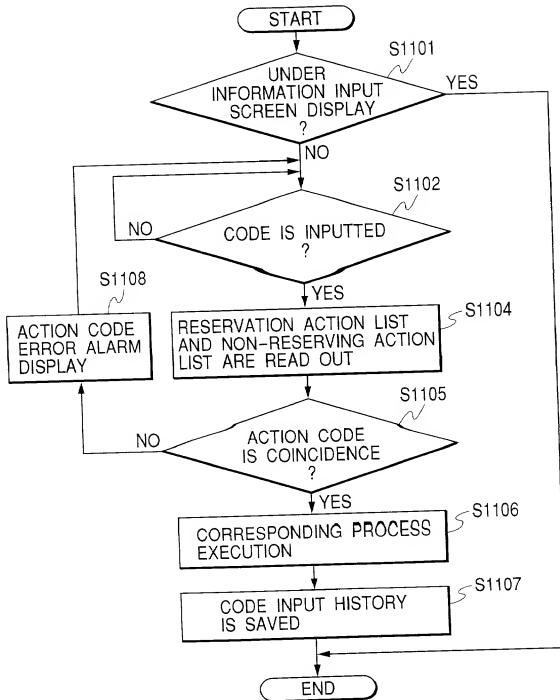 START
S1101
UNDER
INFORMATION INPUT
SCREEN DISPLAY
?
YES
NO
S1102
CODE IS INPUTTED
?
NO
YES
S1108
ACTION CODE
ERROR ALARM
DISPLAY
S1104
RESERVATION ACTION LIST
AND NON-RESERVING ACTION
LIST ARE READ OUT
S1105
ACTION CODE
IS COINCIDENCE
?
NO
YES
S1106
CORRESPONDING PROCESS
EXECUTION
S1107
CODE INPUT HISTORY
IS SAVED
END